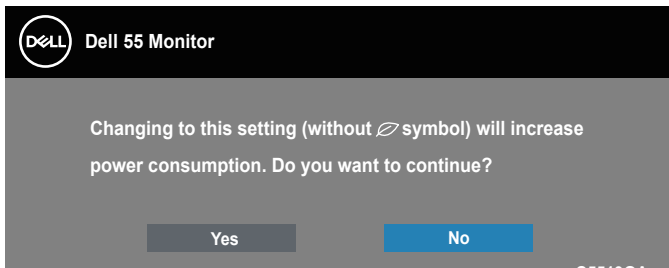 DELL
Dell 55 Monitor
Changing to this setting (without symbol) will increase
power consumption. Do you want to continue?
Yes
No